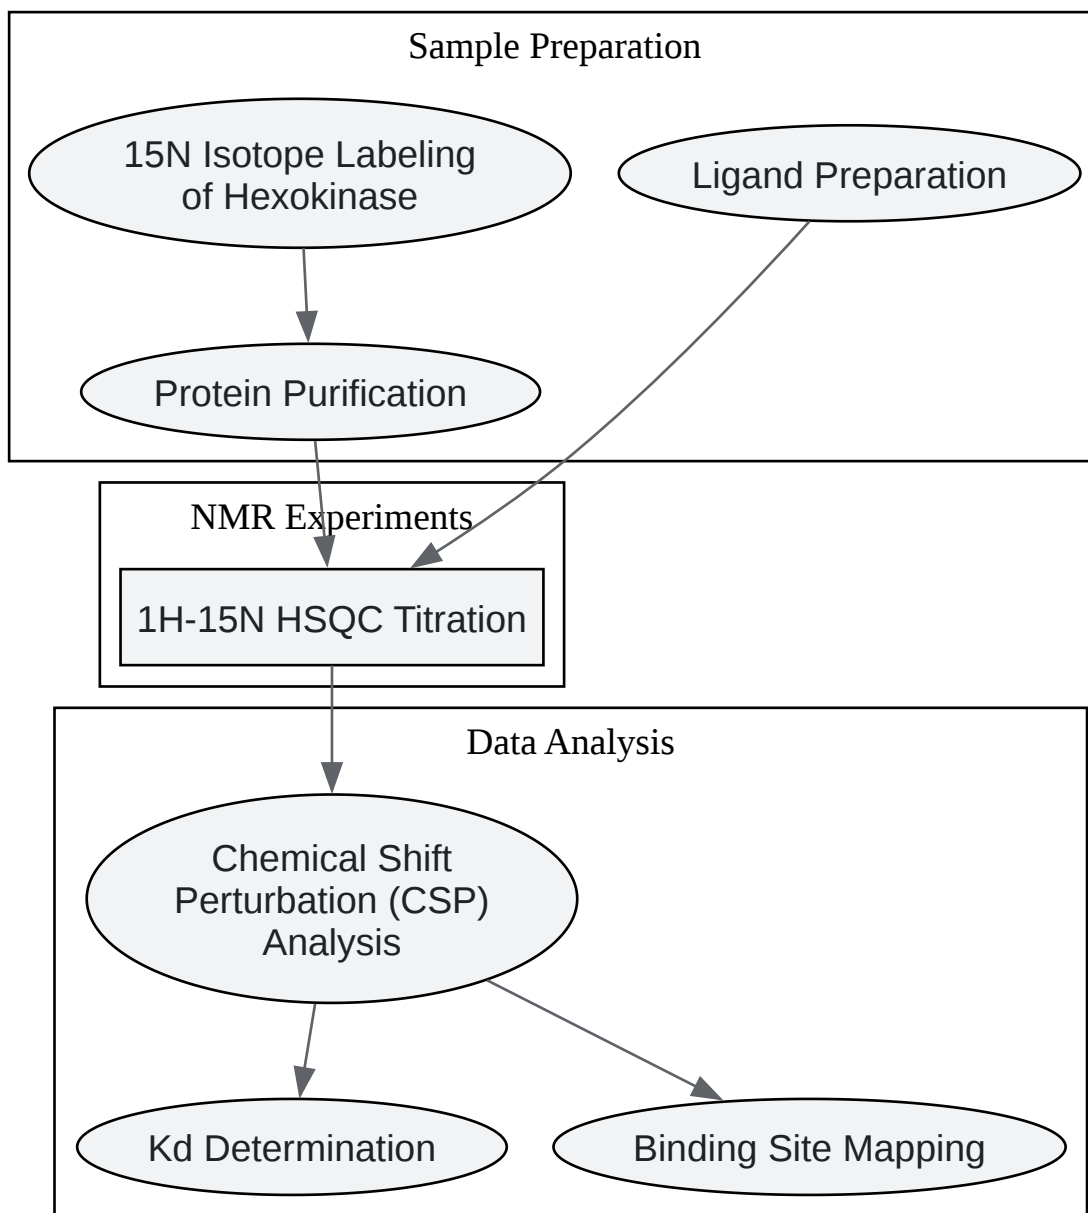 Sample Preparation
15N Isotope Labeling
of Hexokinase
Ligand Preparation
Protein Purification
NMR Experiments
1H-15N HSQC Titration
Data Analysis
Chemical Shift
Perturbation (CSP)
Analysis
Kd Determination
Binding Site Mapping